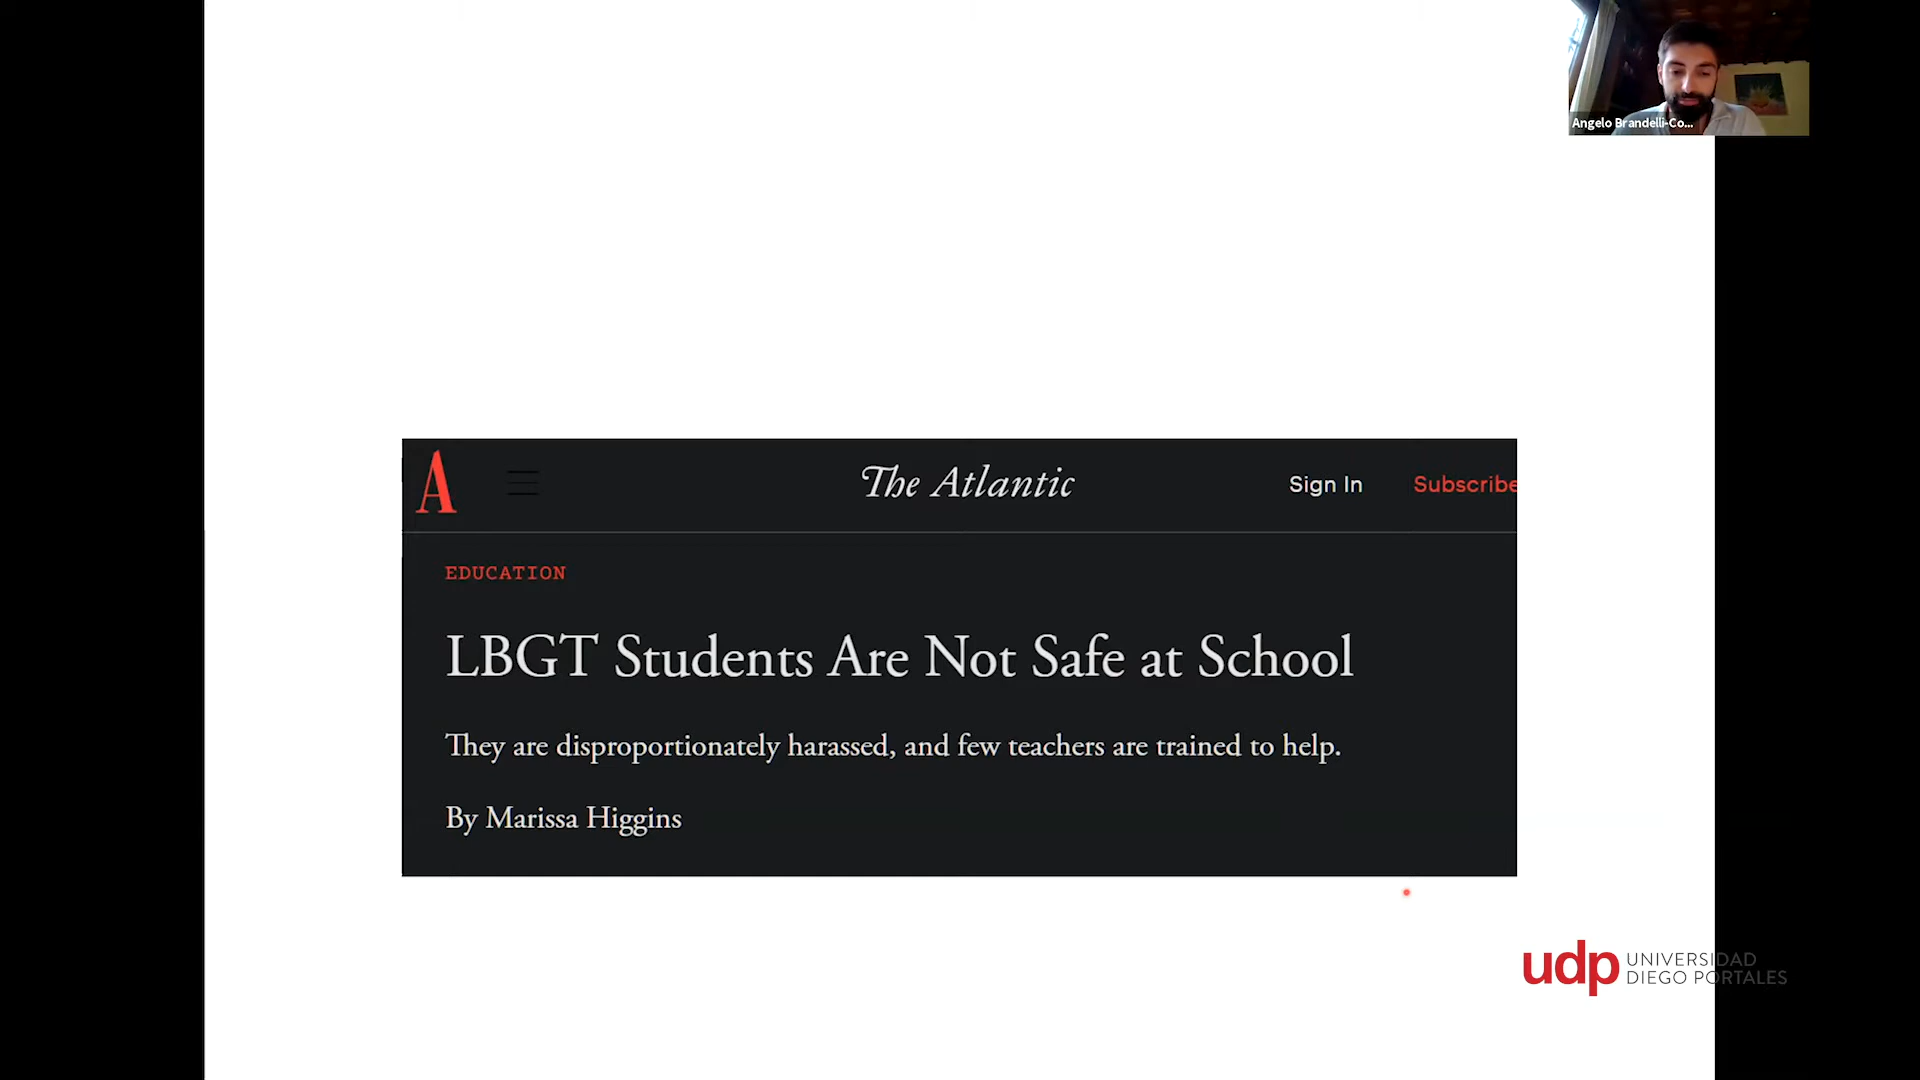 Angelo Brandelli-Co...
A
The Atlantic
Sign In
Subscribe
EDUCATION
LBGT Students Are Not Safe at School
They are disproportionately harassed, and few teachers are trained to help.
By Marissa Higgins
udp UNIVERSIDAD
DIEGO PORTALES